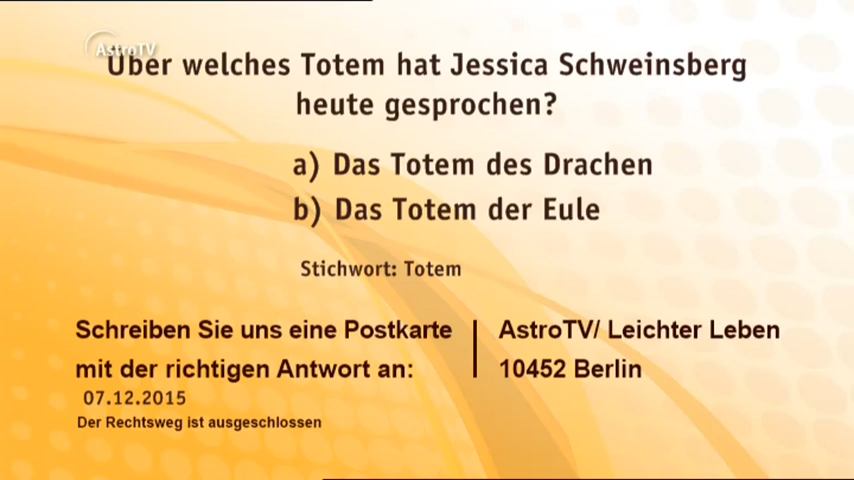 AstroTV
Über welches Totem hat Jessica Schweinsberg
heute gesprochen?
a) Das Totem des Drachen
b) Das Totem der Eule
Stichwort: Totem
Schreiben Sie uns eine Postkarte
mit der richtigen Antwort an:
AstroTV/ Leichter Leben
10452 Berlin
07.12.2015
Der Rechtsweg ist ausgeschlossen